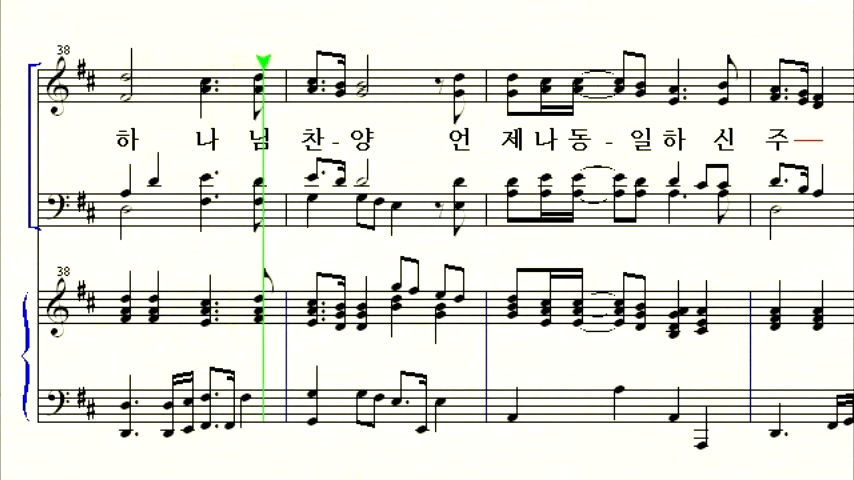 38
하 나 님 찬 - 양 언 제 나 동 - 일 하 신 주
38